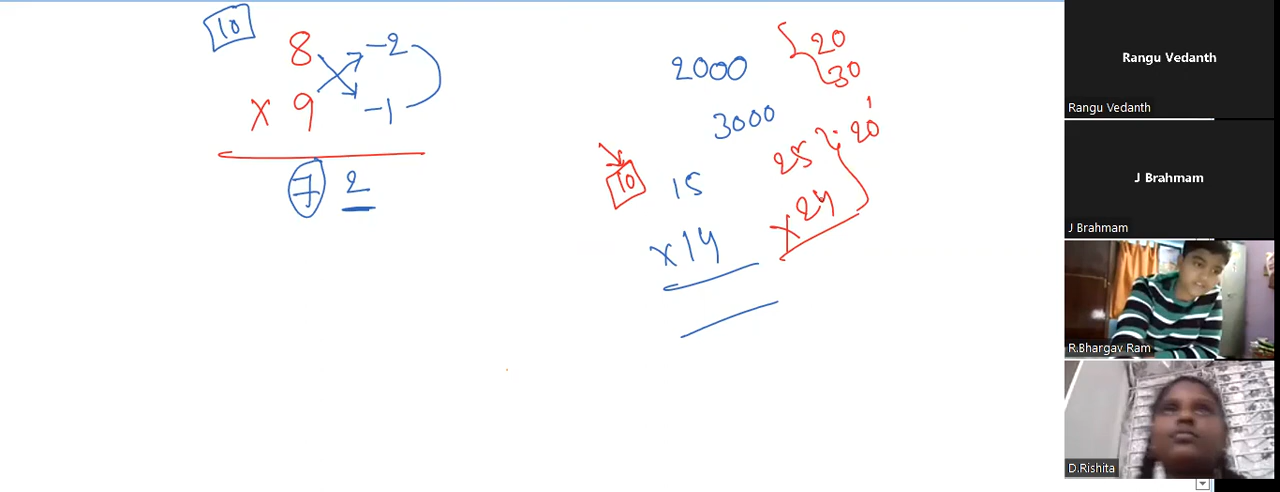 10
8 -2
x 9 -1
7 2
2000
3000
20
30
10
15
x 14
25 20
x 24
1
Rangu Vedanth
Rangu Vedanth
J Brahmam
J Brahmam
R.Bhargav Ram
D.Rishita